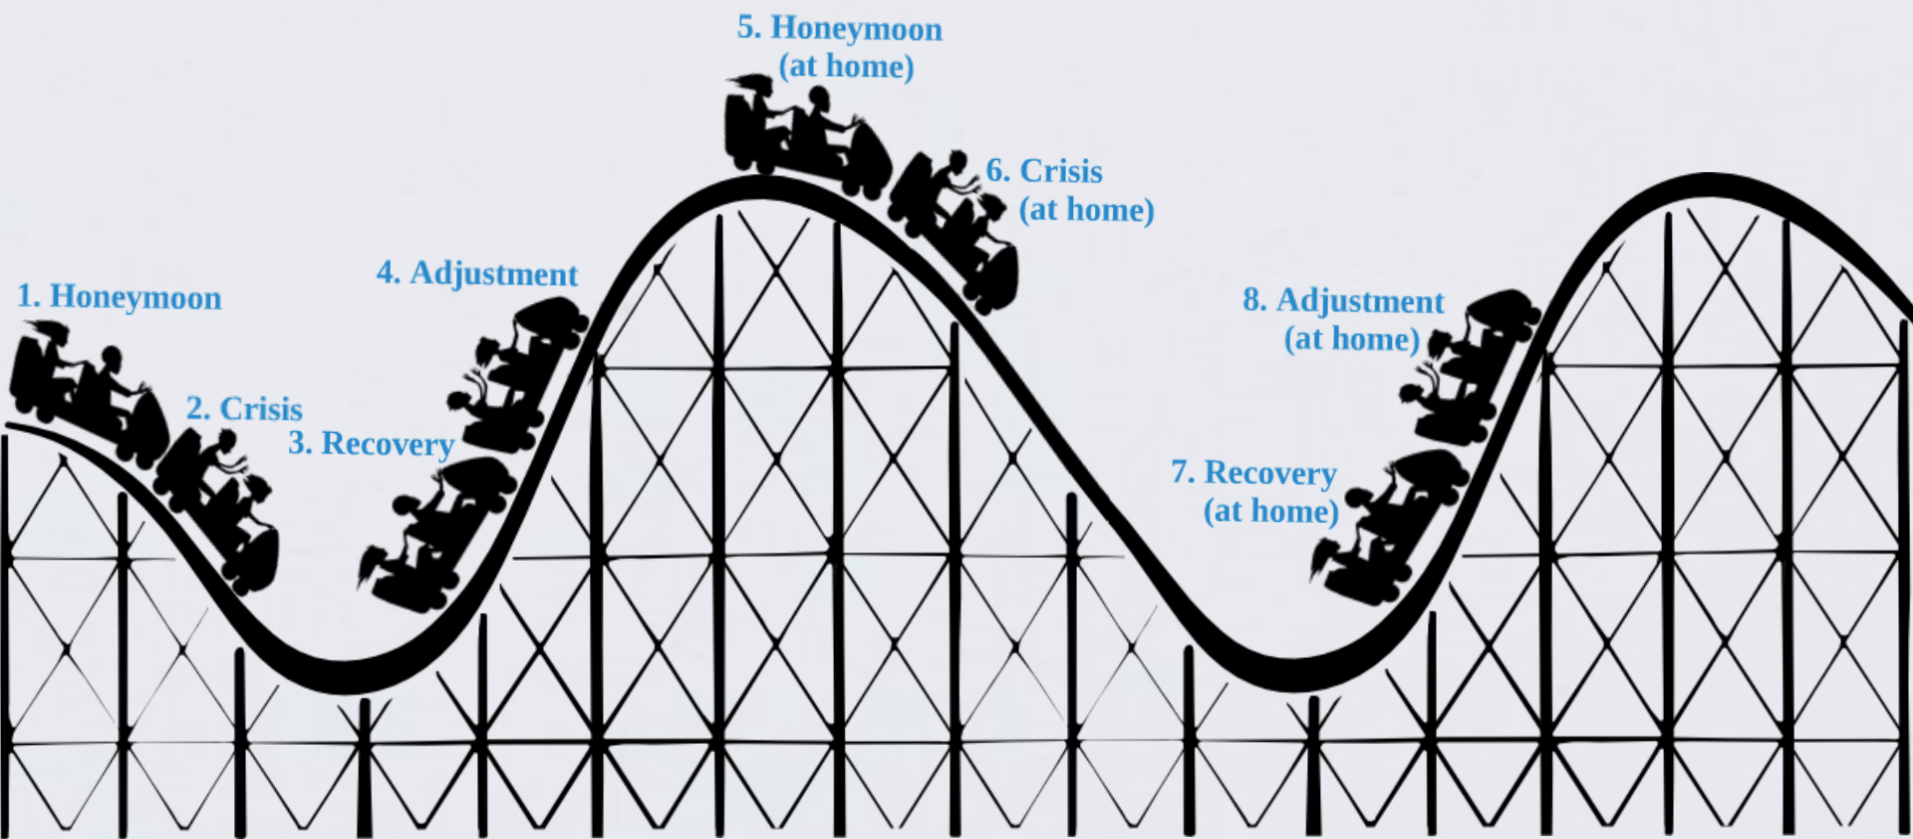 1. Honeymoon
2. Crisis
3. Recovery
4. Adjustment
5. Honeymoon
(at home)
6. Crisis
(at home)
7. Recovery
(at home)
8. Adjustment
(at home)